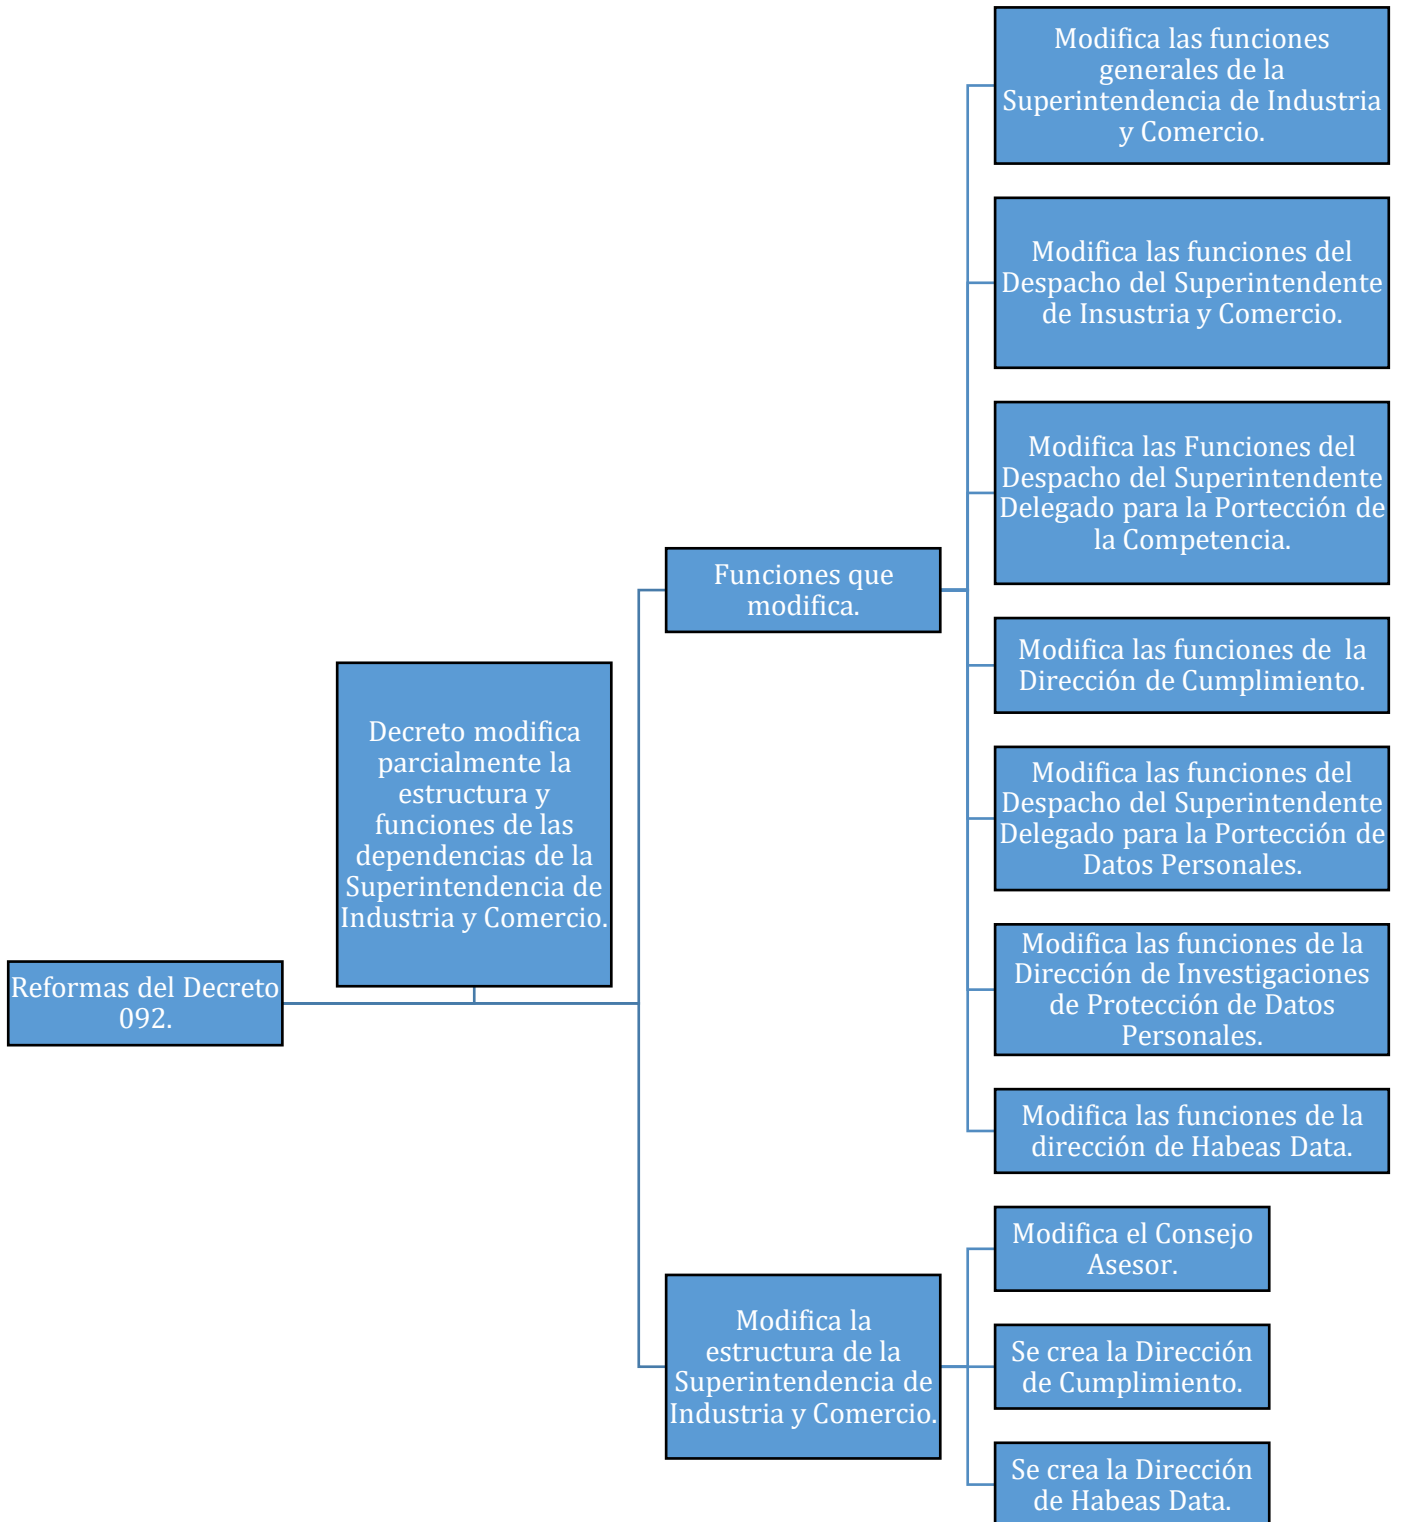 Reformas del Decreto
092.
Decreto modifica
parcialmente la
estructura y
funciones de las
dependencias de la
Superintendencia de
Industria y Comercio.
Funciones que
modifica.
Modifica las funciones
generales de la
Superintendencia de Industria
y Comercio.
Modifica las funciones del
Despacho del Superintendente
de Insustria y Comercio.
Modifica las Funciones del
Despacho del Superintendente
Delegado para la Portección de
la Competencia.
Modifica las funciones de  la
Dirección de Cumplimiento.
Modifica las funciones del
Despacho del Superintendente
Delegado para la Portección de
Datos Personales.
Modifica las funciones de la
Dirección de Investigaciones
de Protección de Datos
Personales.
Modifica las funciones de la
dirección de Habeas Data.
Modifica la
estructura de la
Superintendencia de
Industria y Comercio.
Modifica el Consejo
Asesor.
Se crea la Dirección
de Cumplimiento.
Se crea la Dirección
de Habeas Data.